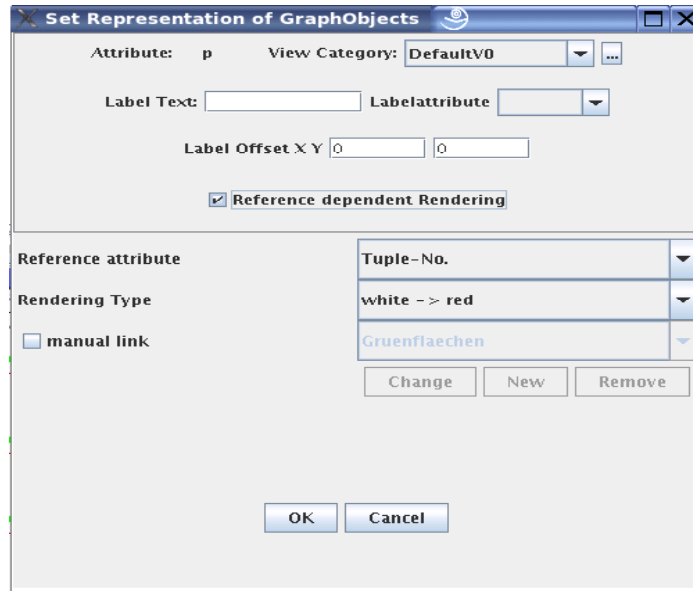 Set Representation of GraphObjects
Attribute: p View Category: DefaultV0 ...
Label Text: Labelattribute
Label Offset X Y 0 0
Reference dependent Rendering
Reference attribute Tuple-No.
Rendering Type white -> red
manual link Gruenflaechen
Change New Remove
OK Cancel